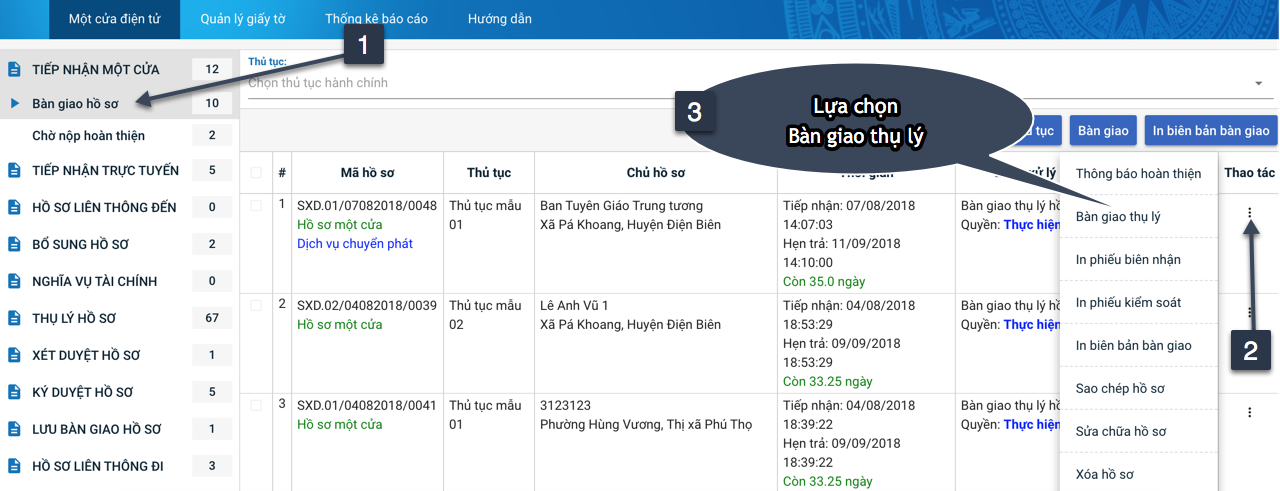 Một cửa điện tử
Quản lý giấy tờ
Thống kê báo cáo
Hướng dẫn
1
TIẾP NHẬN MỘT CỬA 12
Bàn giao hồ sơ 10
Chờ nộp hoàn thiện 2
TIẾP NHẬN TRỰC TUYẾN 5
HỒ SƠ LIÊN THÔNG ĐẾN 0
BỔ SUNG HỒ SƠ 2
NGHĨA VỤ TÀI CHÍNH 0
THỤ LÝ HỒ SƠ 67
XÉT DUYỆT HỒ SƠ 1
KÝ DUYỆT HỒ SƠ 5
LƯU BÀN GIAO HỒ SƠ 1
HỒ SƠ LIÊN THÔNG ĐI 3
Thủ tục:
Chọn thủ tục hành chính
3
Lựa chọn
Bàn giao thụ lý
tục
Bàn giao
In biên bản bàn giao
# Mã hồ sơ Thủ tục Chủ hồ sơ Thời gian xử lý Thao tác
1
SXD.01/07082018/0048
Hồ sơ một cửa
Dịch vụ chuyển phát
Thủ tục mẫu
01
Ban Tuyên Giáo Trung tương
Xã Pá Khoang, Huyện Điện Biên
Tiếp nhận: 07/08/2018
14:07:03
Hẹn trả: 11/09/2018
14:10:00
Còn 35.0 ngày
Bàn giao thụ lý hồ
Quyền: Thực hiện
2
SXD.02/04082018/0039
Hồ sơ một cửa
Thủ tục mẫu
02
Lê Anh Vũ 1
Xã Pá Khoang, Huyện Điện Biên
Tiếp nhận: 04/08/2018
18:53:29
Hẹn trả: 09/09/2018
18:53:29
Còn 33.25 ngày
Bàn giao thụ lý hồ
Quyền: Thực hiện
3
SXD.01/04082018/0041
Hồ sơ một cửa
Thủ tục mẫu
01
3123123
Phường Hùng Vương, Thị xã Phú Thọ
Tiếp nhận: 04/08/2018
18:39:22
Hẹn trả: 09/09/2018
18:39:22
Còn 33.25 ngày
Bàn giao thụ lý hồ
Quyền: Thực hiện
Thông báo hoàn thiện
Bàn giao thụ lý
In phiếu biên nhận
In phiếu kiểm soát
In biên bản bàn giao
Sao chép hồ sơ
Sửa chữa hồ sơ
Xóa hồ sơ
2